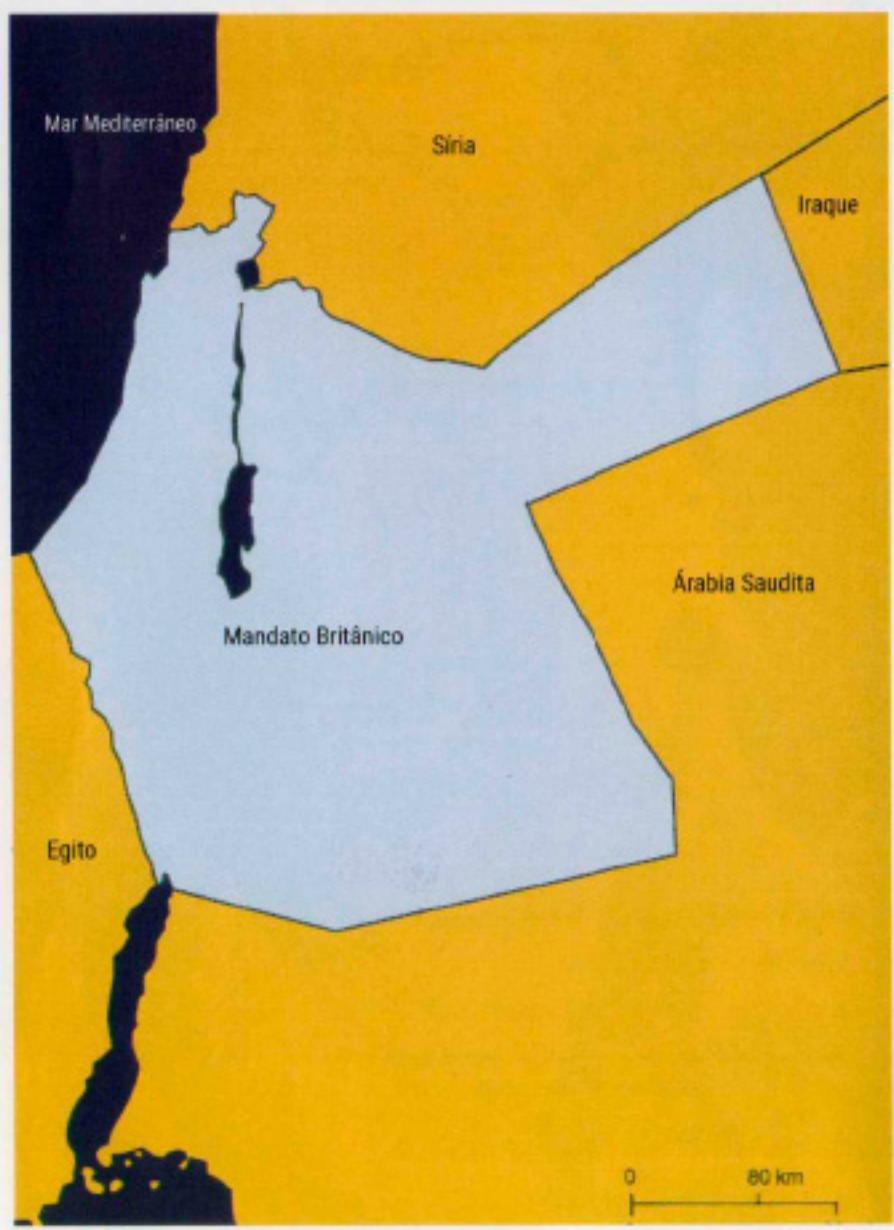 Mar Mediterrâneo
Síria
Iraque
Árabia Saudita
Mandato Britânico
Egito
0 80 km